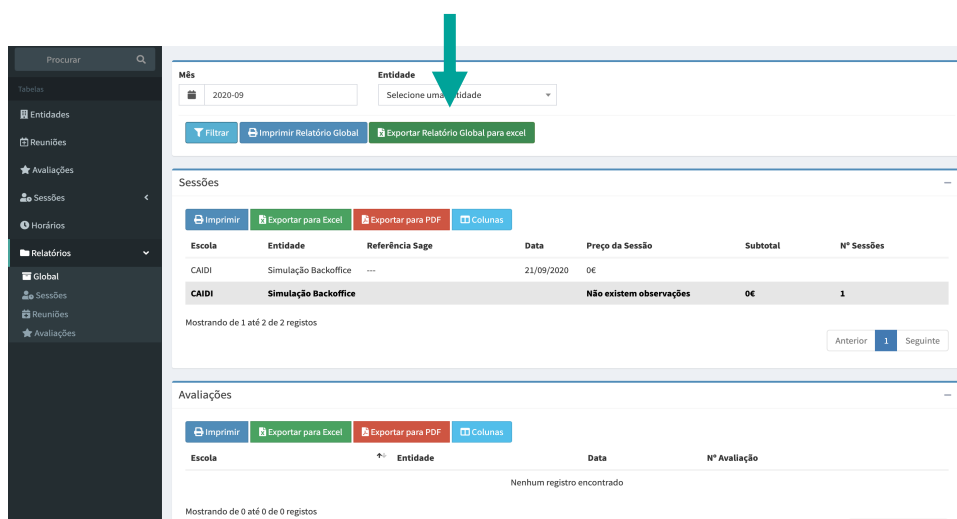 Procurar
Tabelas
Entidades
Reuniões
Avaliações
Sessões
Horários
Relatórios
Global
Sessões
Reuniões
Avaliações
Mês Entidade
2020-09 Selecione uma entidade
Filtrar Imprimir Relatório Global Exportar Relatório Global para excel
Sessões
Imprimir Exportar para Excel Exportar para PDF Colunas
Escola Entidade Referência Sage Data Preço da Sessão Subtotal Nº Sessões
CAIDI Simulação Backoffice --- 21/09/2020 0€
CAIDI Simulação Backoffice Não existem observações 0€ 1
Mostrando de 1 até 2 de 2 registos
Anterior 1 Seguinte
Avaliações
Imprimir Exportar para Excel Exportar para PDF Colunas
Escola Entidade Data Nº Avaliação
Nenhum registro encontrado
Mostrando de 0 até 0 de 0 registos